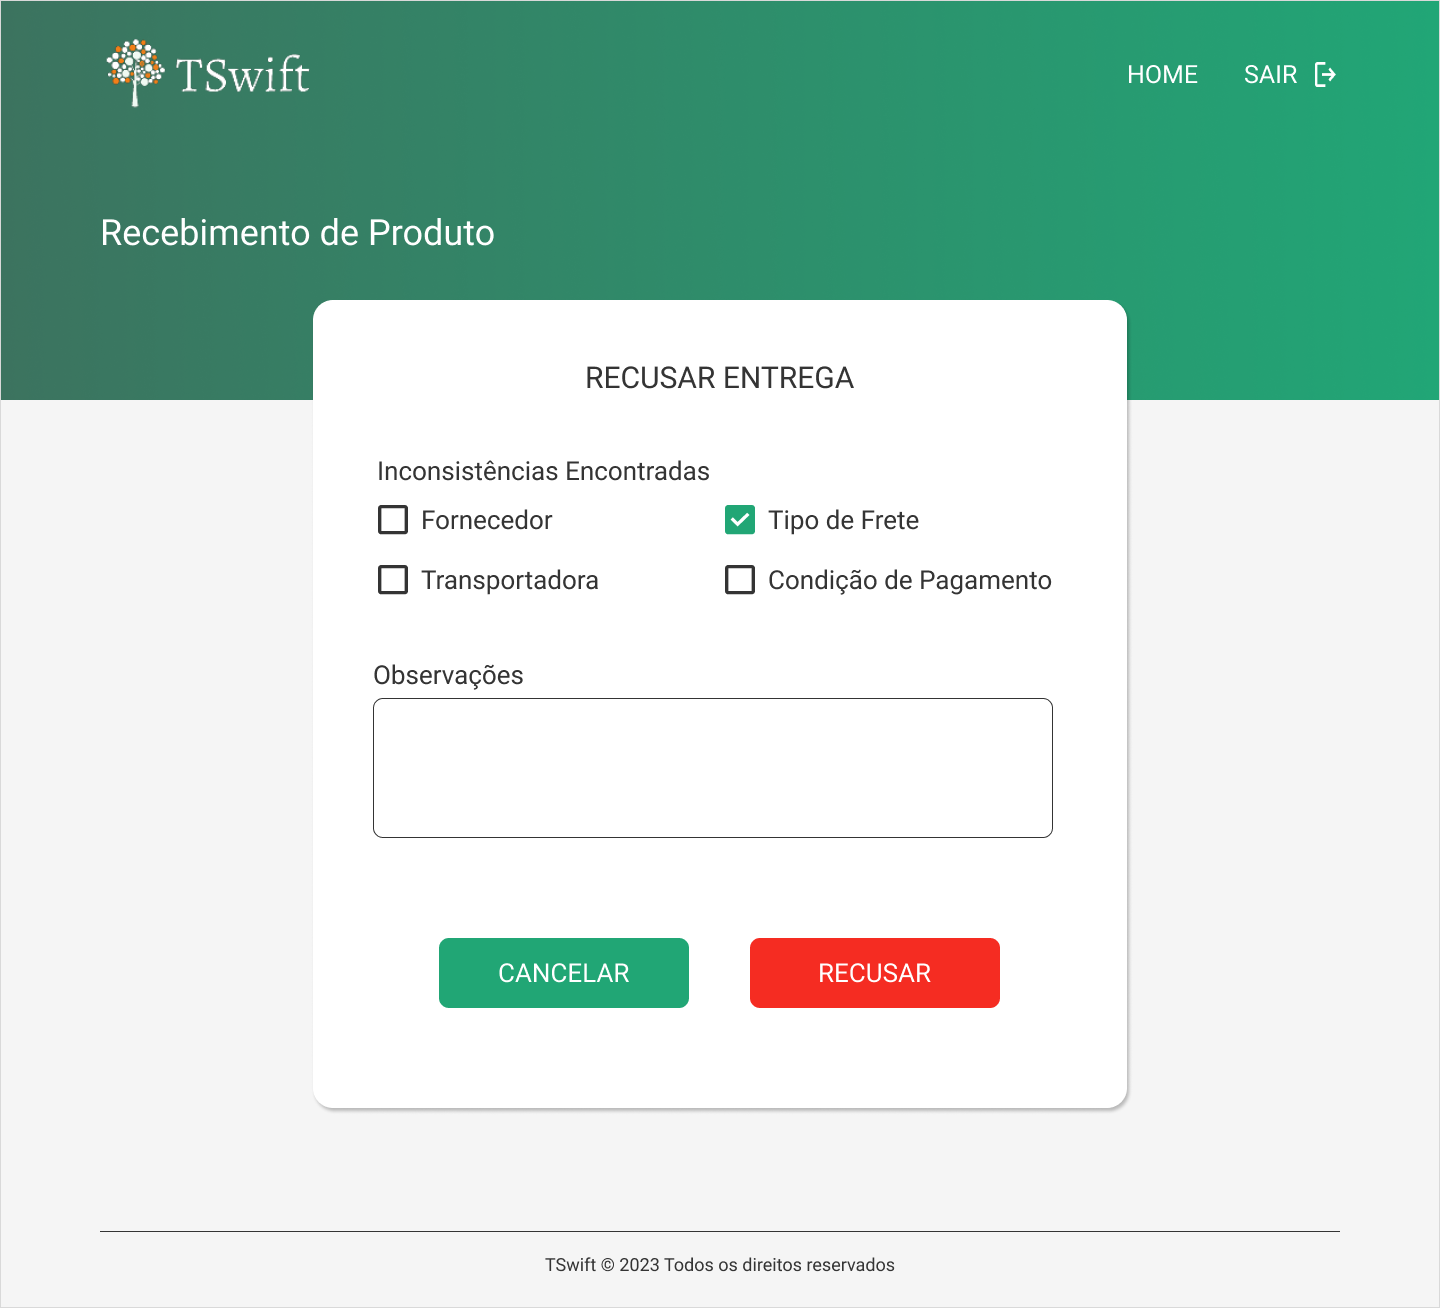 TSwift
HOME
SAIR
Recebimento de Produto
RECUSAR ENTREGA
Inconsistências Encontradas
Fornecedor
Tipo de Frete
Transportadora
Condição de Pagamento
Observações
CANCELAR
RECUSAR
TSwift © 2023 Todos os direitos reservados